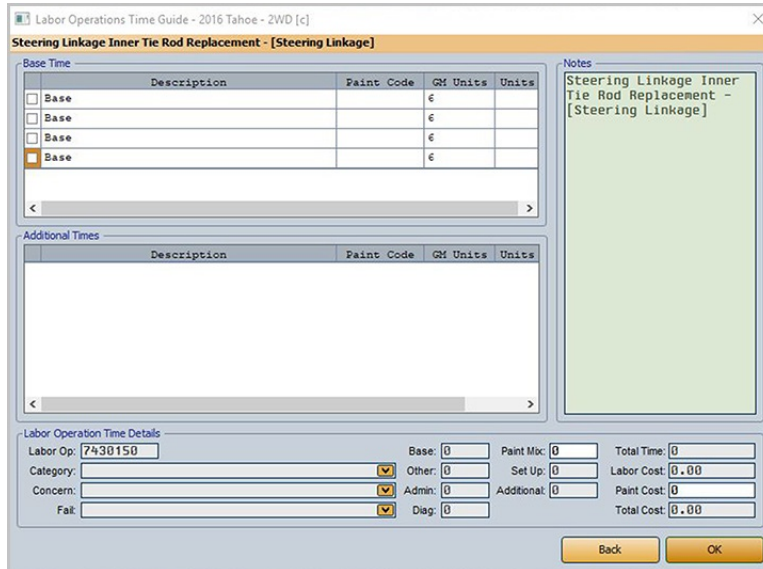 Labor Operations Time Guide - 2016 Tahoe - 2WD [c]
Steering Linkage Inner Tie Rod Replacement - [Steering Linkage]
Base Time
Description Paint Code GM Units Units
Base 6
Base 6
Base 6
Base 6
Notes
Steering Linkage Inner
Tie Rod Replacement -
[Steering Linkage]
Additional Times
Description Paint Code GM Units Units
Labor Operation Time Details
Labor Op: 7430150 Base: 0 Paint Mix: 0 Total Time: 0
Category: Other: 0 Set Up: 0 Labor Cost: 0.00
Concern: Admin: 0 Additional: 0 Paint Cost: 0
Fail: Diag: 0 Total Cost: 0.00
Back OK